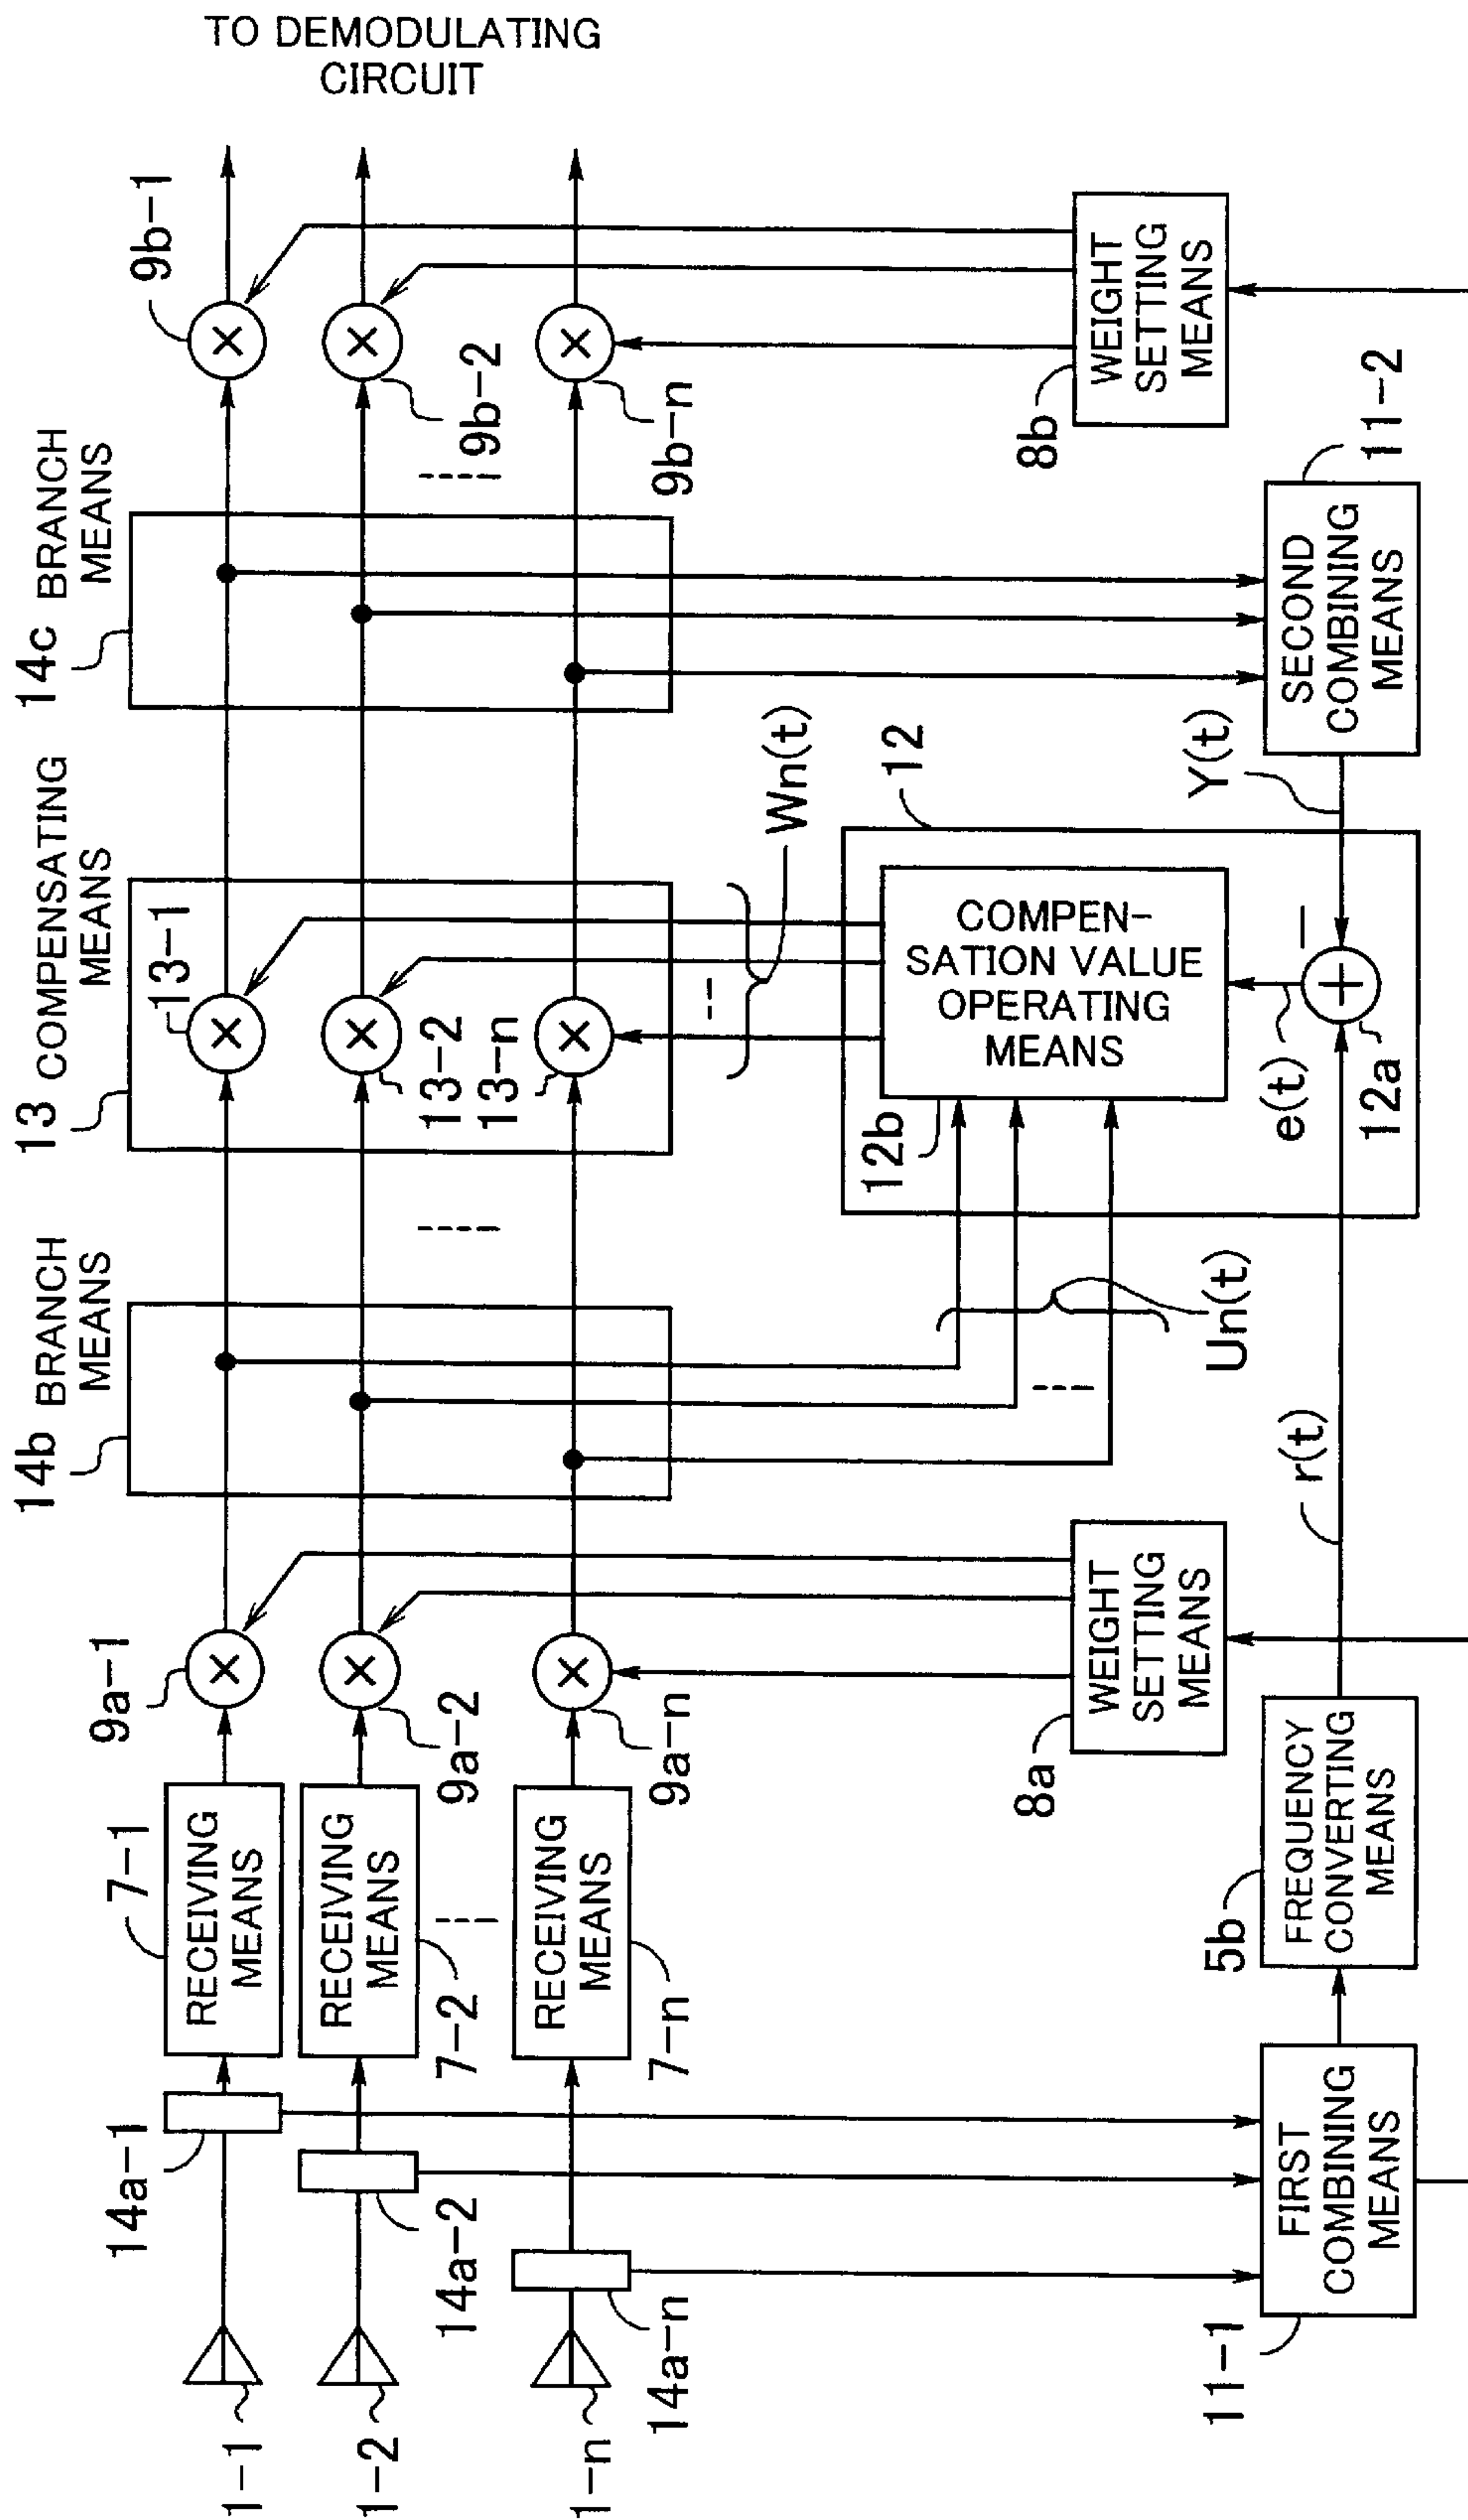 TO DEMODULATING
CIRCUIT
14b BRANCH
MEANS
13 COMPENSATING
MEANS
14c BRANCH
MEANS
1-1
14a-1
7-1
RECEIVING
MEANS
9a-1
13-1
9b-1
1-2
14a-2
7-2
RECEIVING
MEANS
9a-2
13-2
9b-2
1-n
14a-n
7-n
RECEIVING
MEANS
9a-n
13-n
9b-n
Wn(t)
8a
WEIGHT
SETTING
MEANS
Un(t)
12
12b
COMPEN-
SATION VALUE
OPERATING
MEANS
8b
WEIGHT
SETTING
MEANS
11-1
FIRST
COMBINING
MEANS
5b
FREQUENCY
CONVERTING
MEANS
r(t)
e(t)
12a
+
−
Y(t)
SECOND
COMBINING
MEANS
11-2